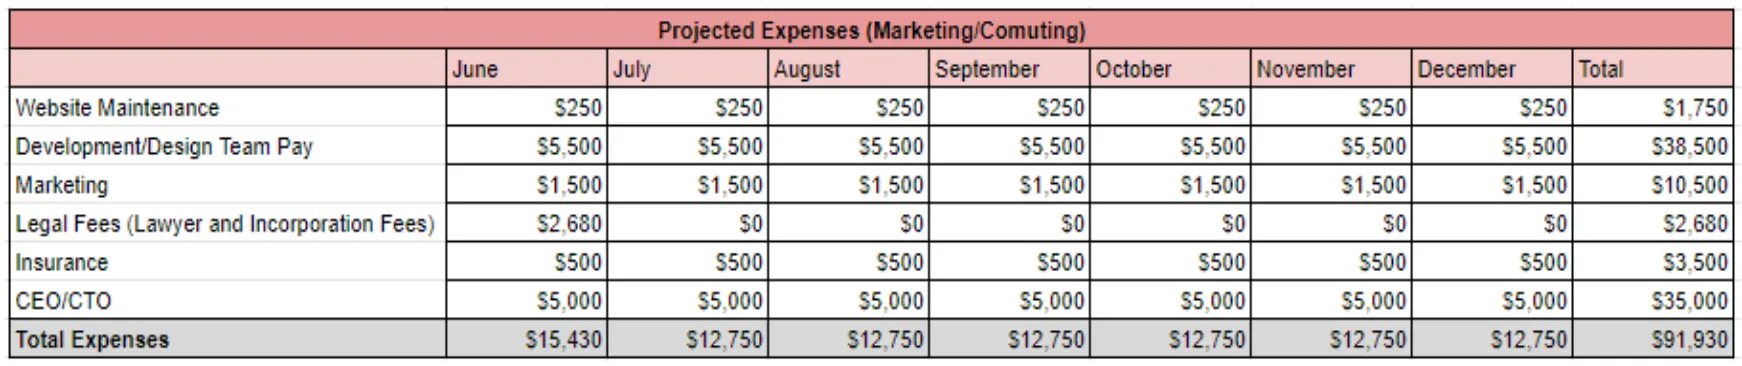 Projected Expenses (Marketing/Comuting)
June July August September October November December Total
Website Maintenance $250 $250 $250 $250 $250 $250 $250 $1,750
Development/Design Team Pay $5,500 $5,500 $5,500 $5,500 $5,500 $5,500 $5,500 $38,500
Marketing $1,500 $1,500 $1,500 $1,500 $1,500 $1,500 $1,500 $10,500
Legal Fees (Lawyer and Incorporation Fees) $2,680 $0 $0 $0 $0 $0 $0 $2,680
Insurance $500 $500 $500 $500 $500 $500 $500 $3,500
CEO/CTO $5,000 $5,000 $5,000 $5,000 $5,000 $5,000 $5,000 $35,000
Total Expenses $15,430 $12,750 $12,750 $12,750 $12,750 $12,750 $12,750 $91,930